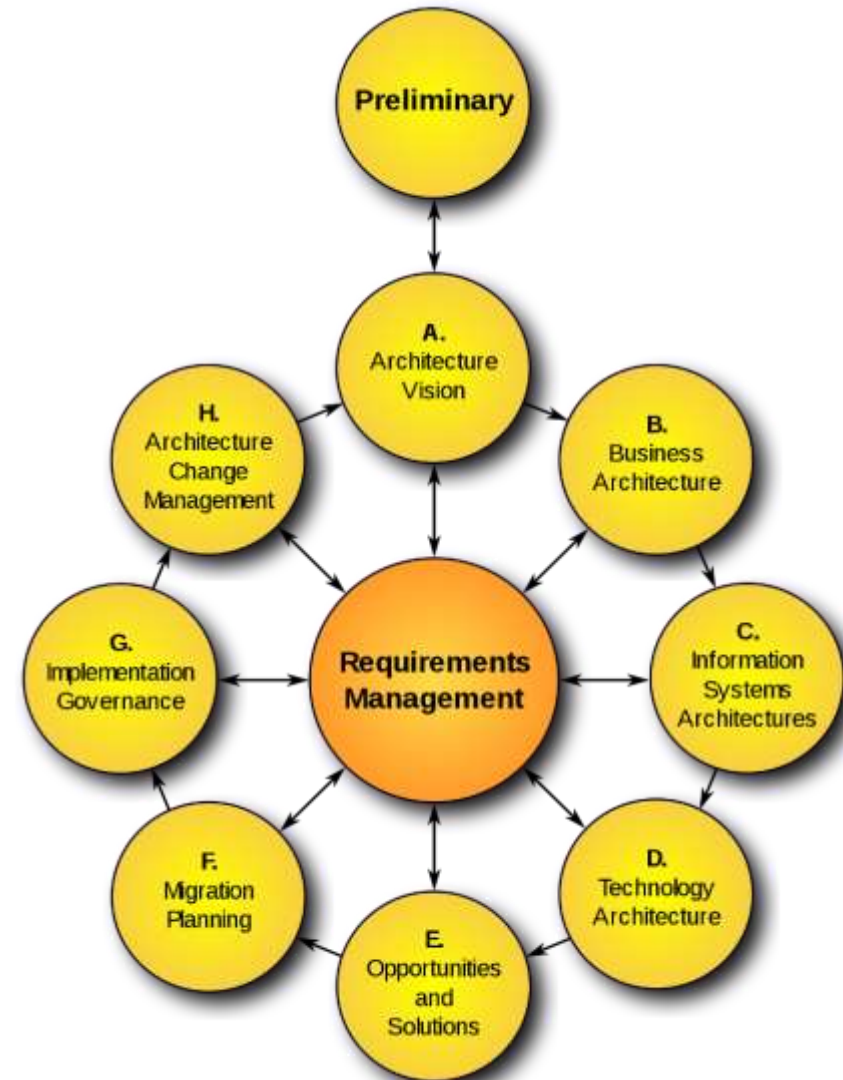 Preliminary
A.
Architecture
Vision
B.
Business
Architecture
C.
Information
Systems
Architectures
D.
Technology
Architecture
E.
Opportunities
and
Solutions
F.
Migration
Planning
G.
Implementation
Governance
H.
Architecture
Change
Management
Requirements
Management